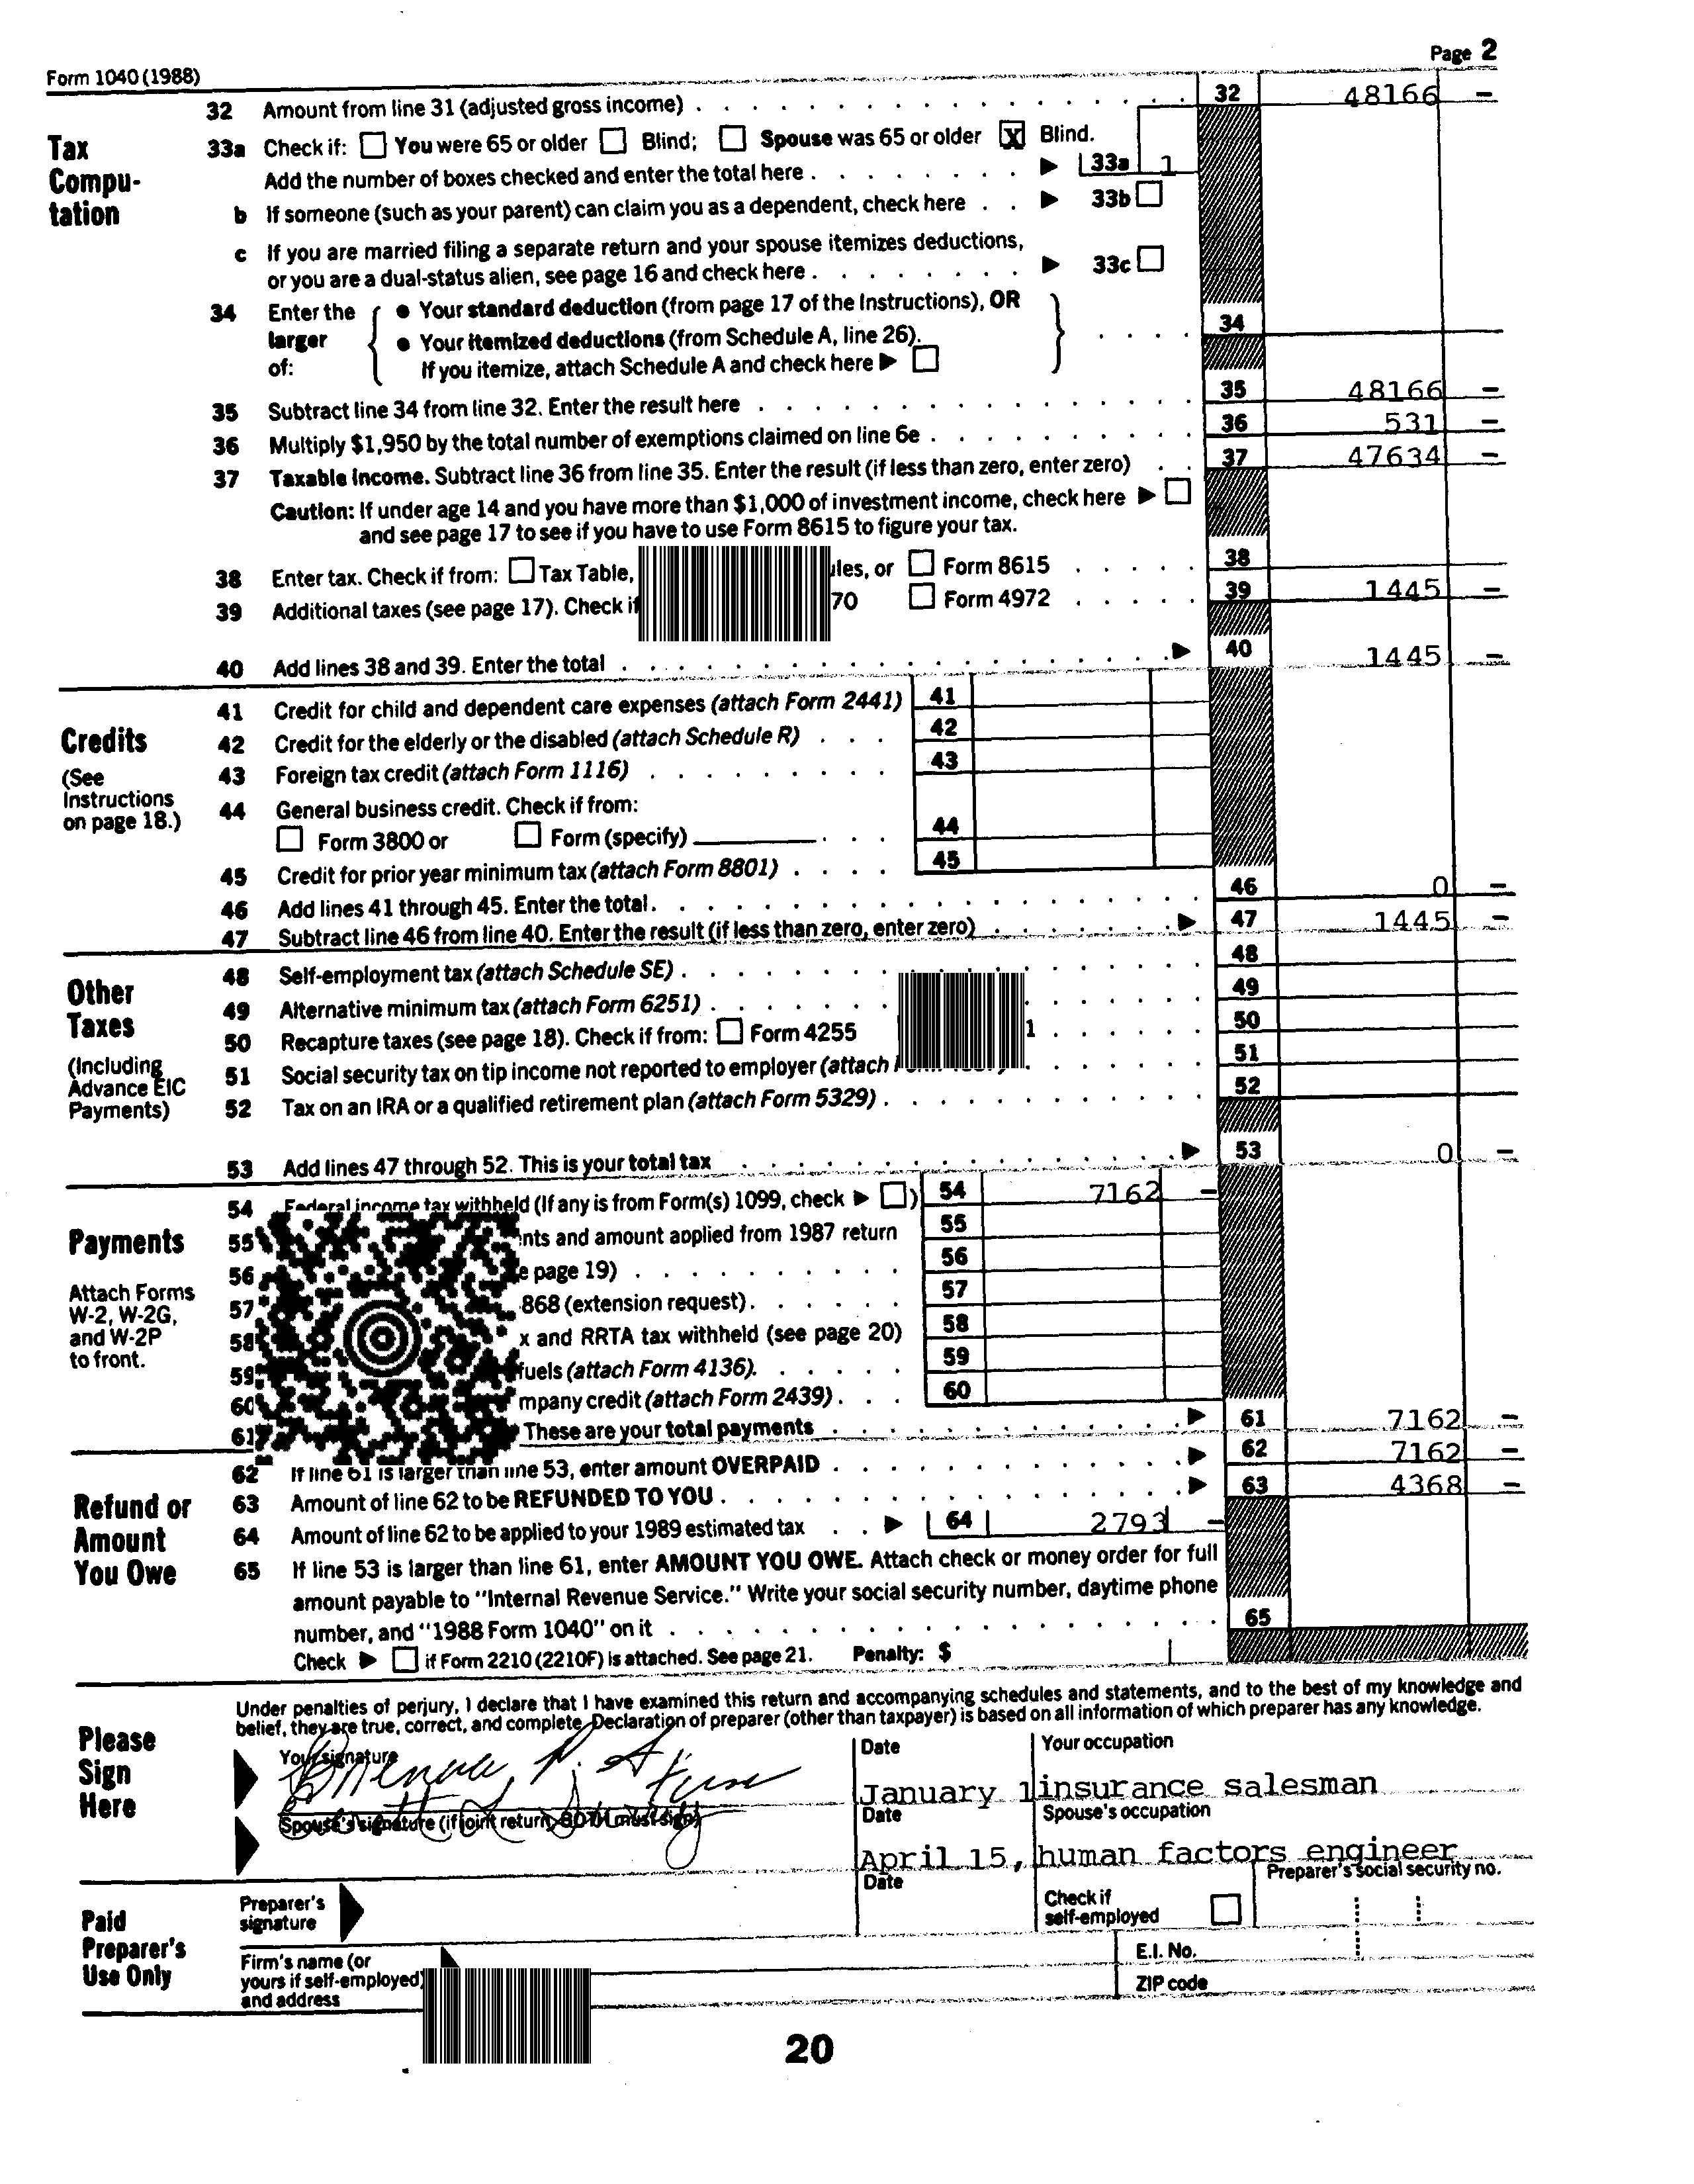 Form 1040 (1988)
Page 2
32 Amount from line 31 (adjusted gross income) 32 48166 –
Tax Compu-tation
33a Check if: You were 65 or older Blind; Spouse was 65 or older X Blind.
Add the number of boxes checked and enter the total here 33a 1
b If someone (such as your parent) can claim you as a dependent, check here 33b
c If you are married filing a separate return and your spouse itemizes deductions,
or you are a dual-status alien, see page 16 and check here 33c
34 Enter the larger of:
• Your standard deduction (from page 17 of the Instructions), OR
• Your itemized deductions (from Schedule A, line 26).
If you itemize, attach Schedule A and check here
34
35 Subtract line 34 from line 32. Enter the result here 35 48166 –
36 Multiply $1,950 by the total number of exemptions claimed on line 6e 36 531 –
37 Taxable income. Subtract line 36 from line 35. Enter the result (if less than zero, enter zero) 37 47634 –
Caution: If under age 14 and you have more than $1,000 of investment income, check here
and see page 17 to see if you have to use Form 8615 to figure your tax.
38 Enter tax. Check if from: Tax Table, or Form 8615 38
39 Additional taxes (see page 17). Check 70 Form 4972 39 1445 –
40 Add lines 38 and 39. Enter the total 40 1445 –
Credits
(See Instructions on page 18.)
41 Credit for child and dependent care expenses (attach Form 2441) 41
42 Credit for the elderly or the disabled (attach Schedule R) 42
43 Foreign tax credit (attach Form 1116) 43
44 General business credit. Check if from:
Form 3800 or Form (specify) 44
45 Credit for prior year minimum tax (attach Form 8801) 45
46 Add lines 41 through 45. Enter the total. 46 0 –
47 Subtract line 46 from line 40. Enter the result (if less than zero, enter zero) 47 1445 –
Other Taxes
(Including Advance EIC Payments)
48 Self-employment tax (attach Schedule SE) 48
49 Alternative minimum tax (attach Form 6251) 49
50 Recapture taxes (see page 18). Check if from: Form 4255 1 50
51 Social security tax on tip income not reported to employer (attach 51
52 Tax on an IRA or a qualified retirement plan (attach Form 5329) 52
53 Add lines 47 through 52. This is your total tax 53 0 –
Payments
Attach Forms W-2, W-2G, and W-2P to front.
54 Federal income tax withheld (If any is from Form(s) 1099, check ) 54 7162 –
55 and amount applied from 1987 return 55
56 page 19) 56
57 868 (extension request) 57
58 and RRTA tax withheld (see page 20) 58
59 fuels (attach Form 4136). 59
60 credit (attach Form 2439) 60
61 These are your total payments 61 7162 –
Refund or Amount You Owe
62 If line 61 is larger than line 53, enter amount OVERPAID 62 7162 –
63 Amount of line 62 to be REFUNDED TO YOU 63 4368 –
64 Amount of line 62 to be applied to your 1989 estimated tax 64 2793 –
65 If line 53 is larger than line 61, enter AMOUNT YOU OWE. Attach check or money order for full
amount payable to "Internal Revenue Service." Write your social security number, daytime phone
number, and "1988 Form 1040" on it 65
Check if Form 2210 (2210F) is attached. See page 21. Penalty: $
Please Sign Here
Under penalties of perjury, I declare that I have examined this return and accompanying schedules and statements, and to the best of my knowledge and
belief, they are true, correct, and complete. Declaration of preparer (other than taxpayer) is based on all information of which preparer has any knowledge.
Your signature
Date
January 1
Your occupation
insurance salesman
Spouse's signature (if joint return, BOTH must sign)
Date
April 15,
Spouse's occupation
human factors engineer
Paid Preparer's Use Only
Preparer's signature
Date
Check if self-employed
Preparer's social security no.
Firm's name (or yours if self-employed) and address
E.I. No.
ZIP code
20